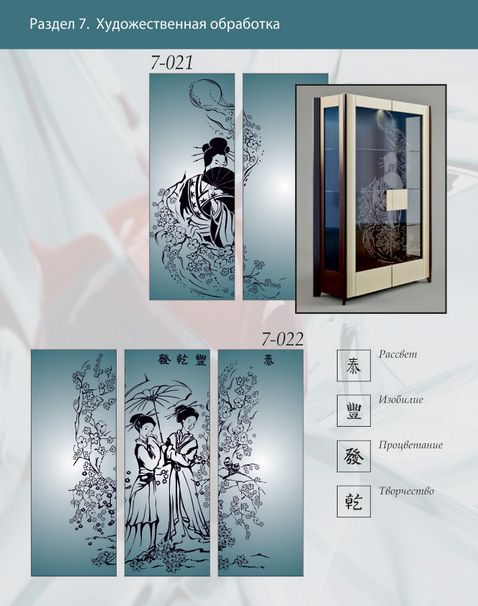 Раздел 7. Художественная обработка
7-021
7-022
發 乾 豐
泰
泰 Рассвет
豐 Изобилие
發 Процветание
乾 Творчество